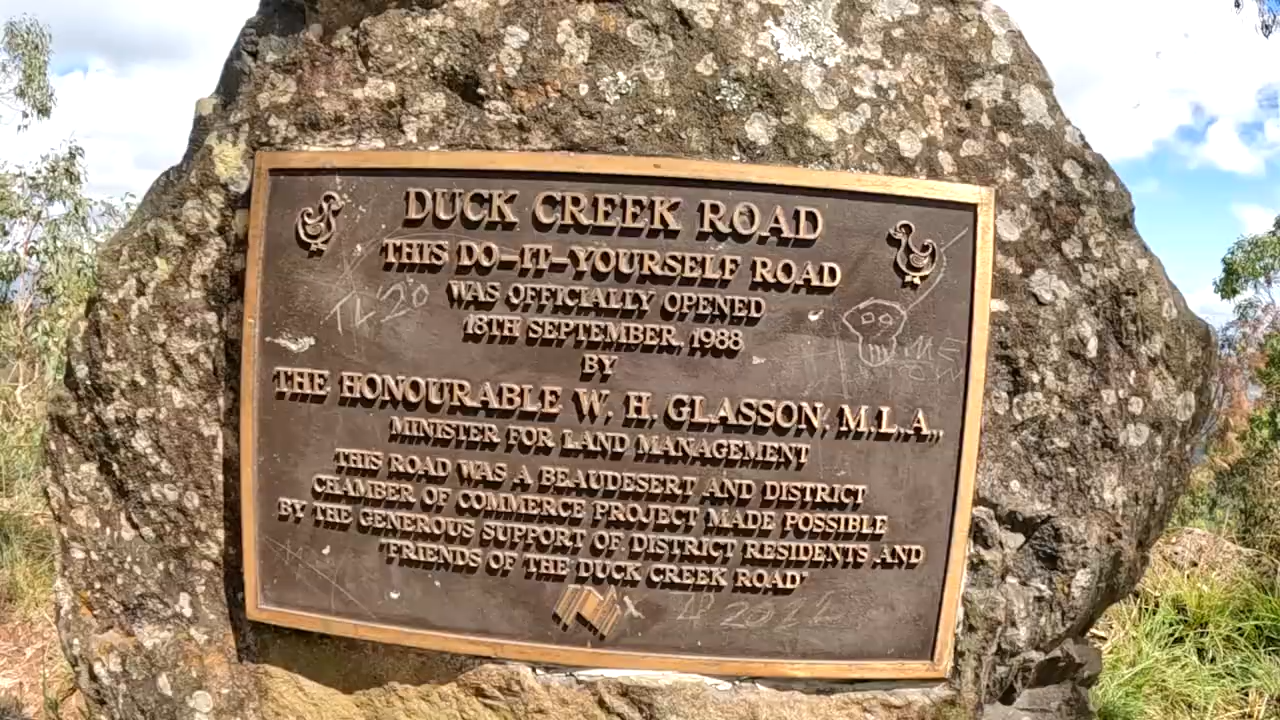 DUCK CREEK ROAD
THIS DO-IT-YOURSELF ROAD
WAS OFFICIALLY OPENED
18TH SEPTEMBER, 1988
BY
THE HONOURABLE W. H. GLASSON, M.L.A.,
MINISTER FOR LAND MANAGEMENT
THIS ROAD WAS A BEAUDESERT AND DISTRICT
CHAMBER OF COMMERCE PROJECT MADE POSSIBLE
BY THE GENEROUS SUPPORT OF DISTRICT RESIDENTS AND
"FRIENDS OF THE DUCK CREEK ROAD"